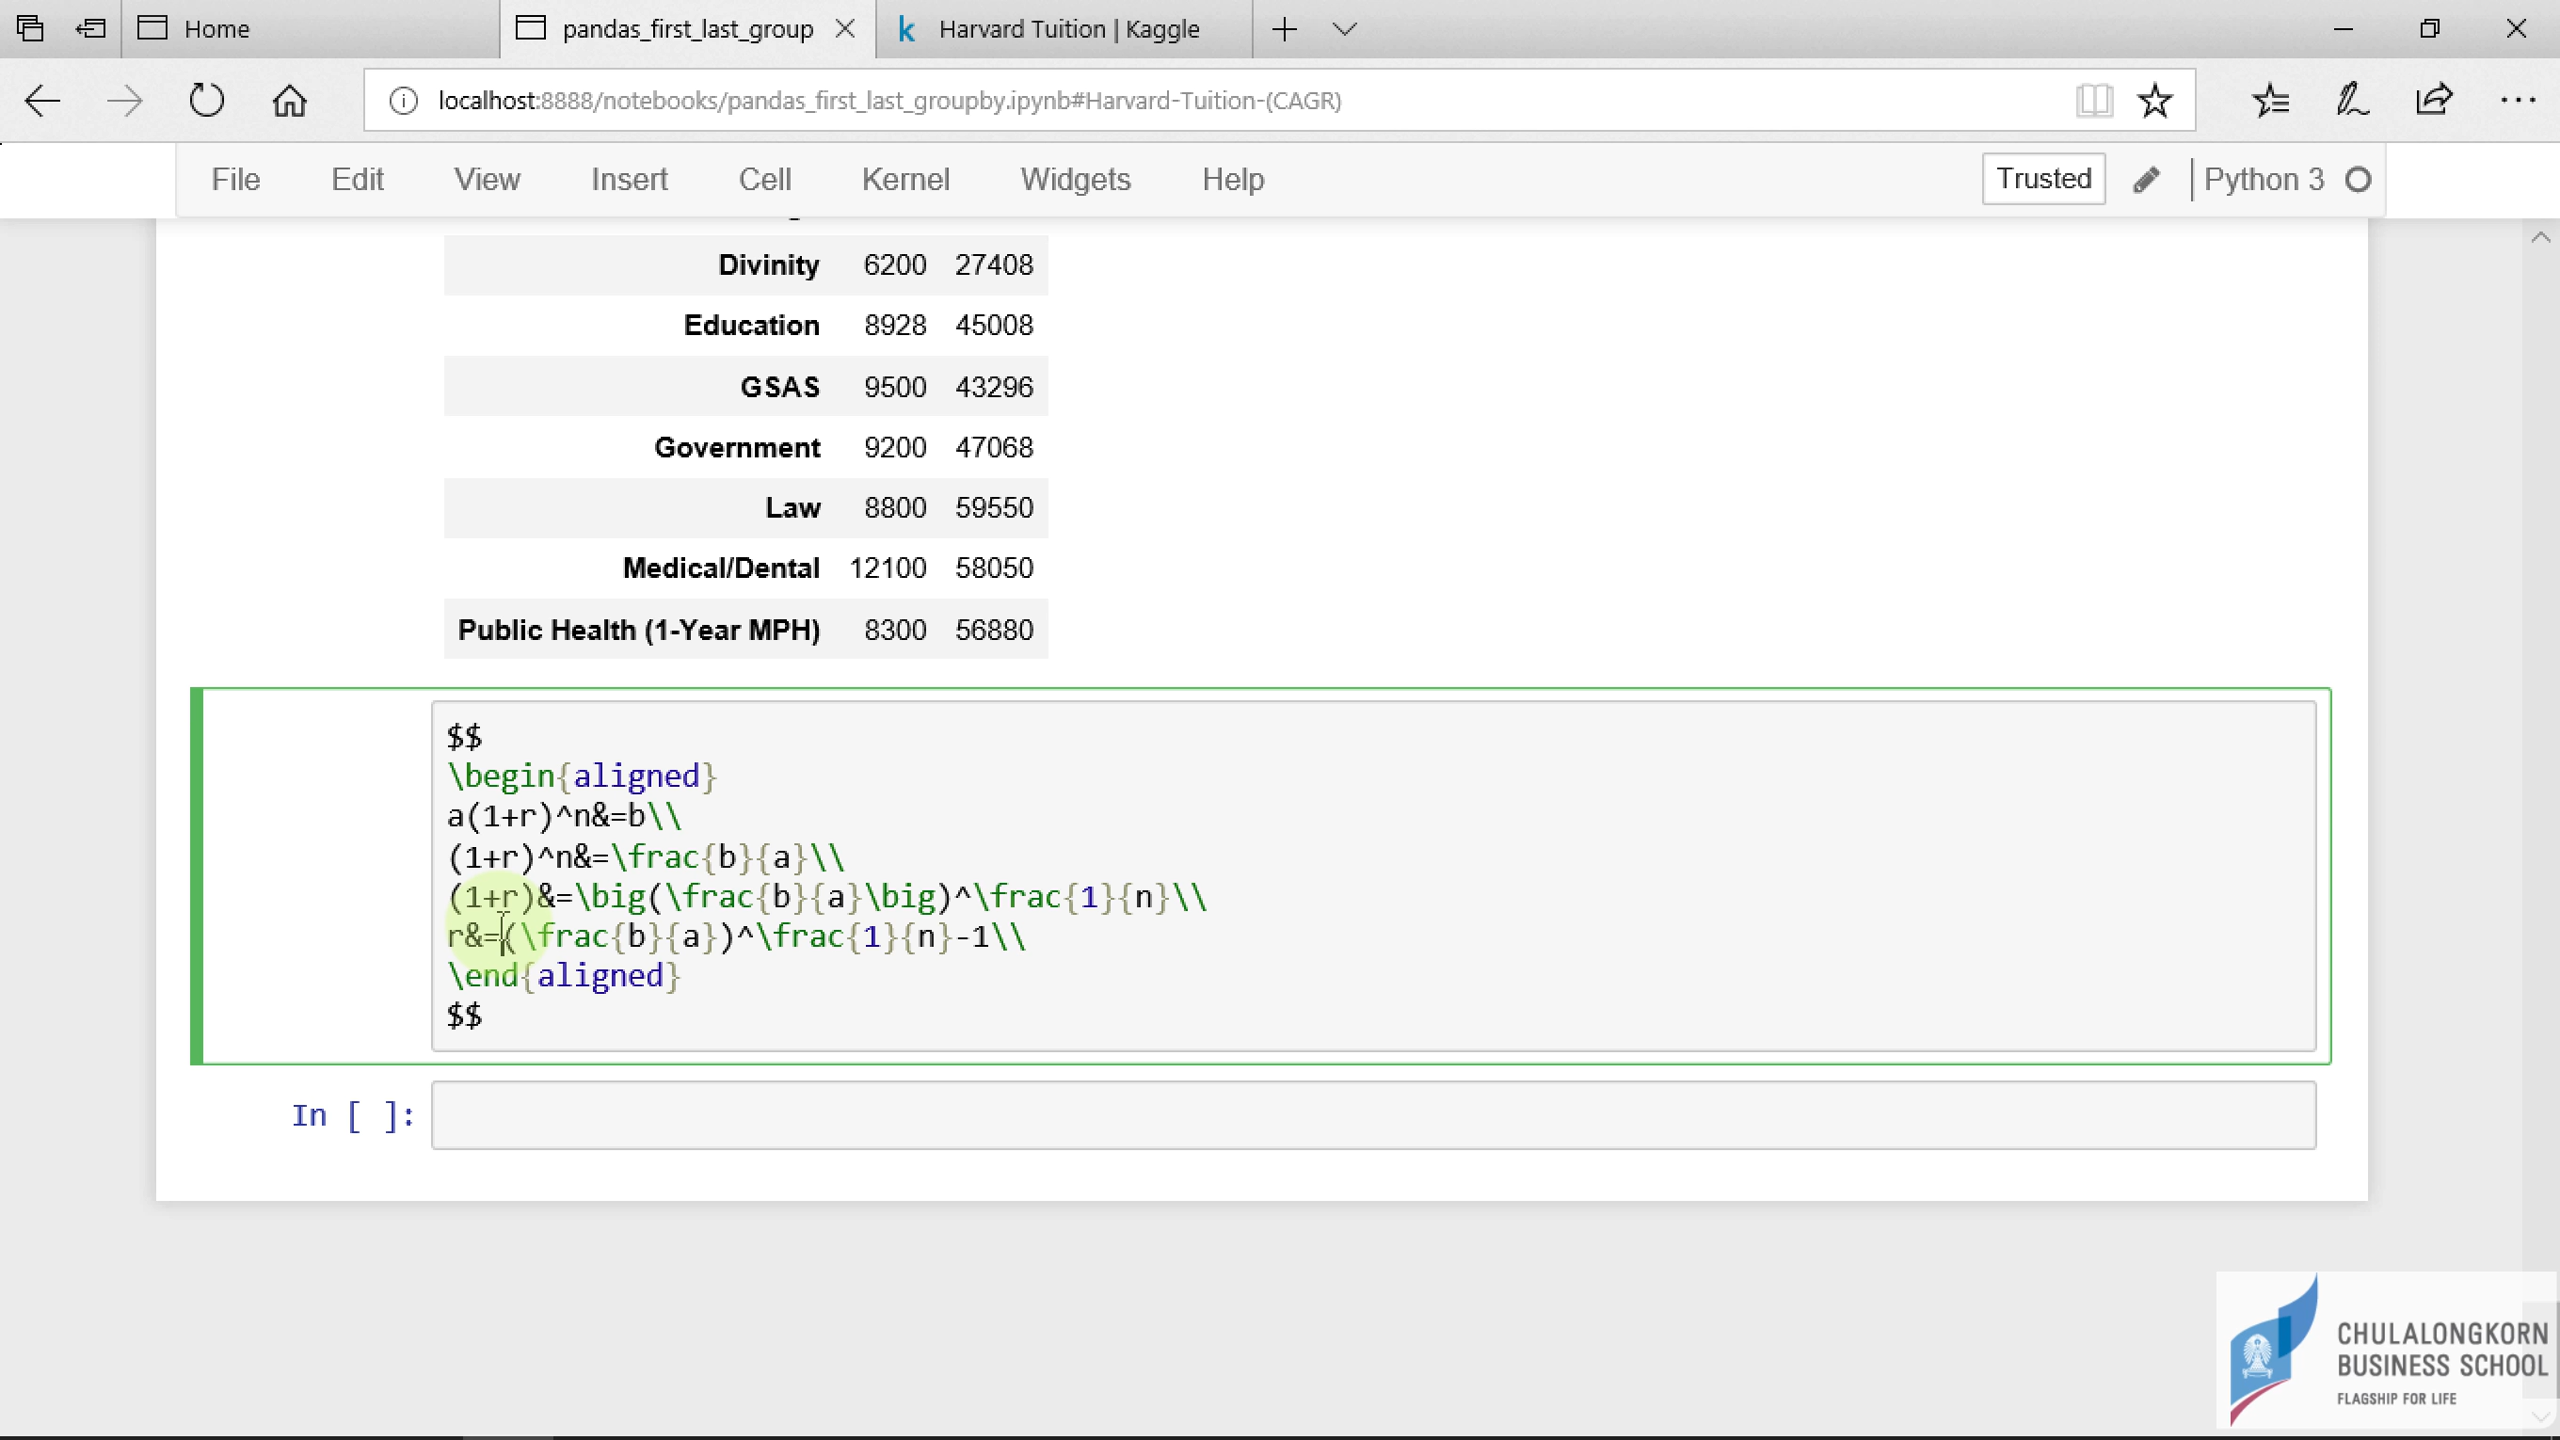 Home
pandas_first_last_group
Harvard Tuition | Kaggle
localhost:8888/notebooks/pandas_first_last_groupby.ipynb#Harvard-Tuition-(CAGR)
File Edit View Insert Cell Kernel Widgets Help
Trusted
Python 3
Divinity 6200 27408
Education 8928 45008
GSAS 9500 43296
Government 9200 47068
Law 8800 59550
Medical/Dental 12100 58050
Public Health (1-Year MPH) 8300 56880
$$
\begin{aligned}
a(1+r)^n&=b\\
(1+r)^n&=\frac{b}{a}\\
(1+r)&=\big(\frac{b}{a}\big)^\frac{1}{n}\\
r&=(\frac{b}{a})^\frac{1}{n}-1\\
\end{aligned}
$$
In [ ]:
CHULALONGKORN
BUSINESS SCHOOL
FLAGSHIP FOR LIFE